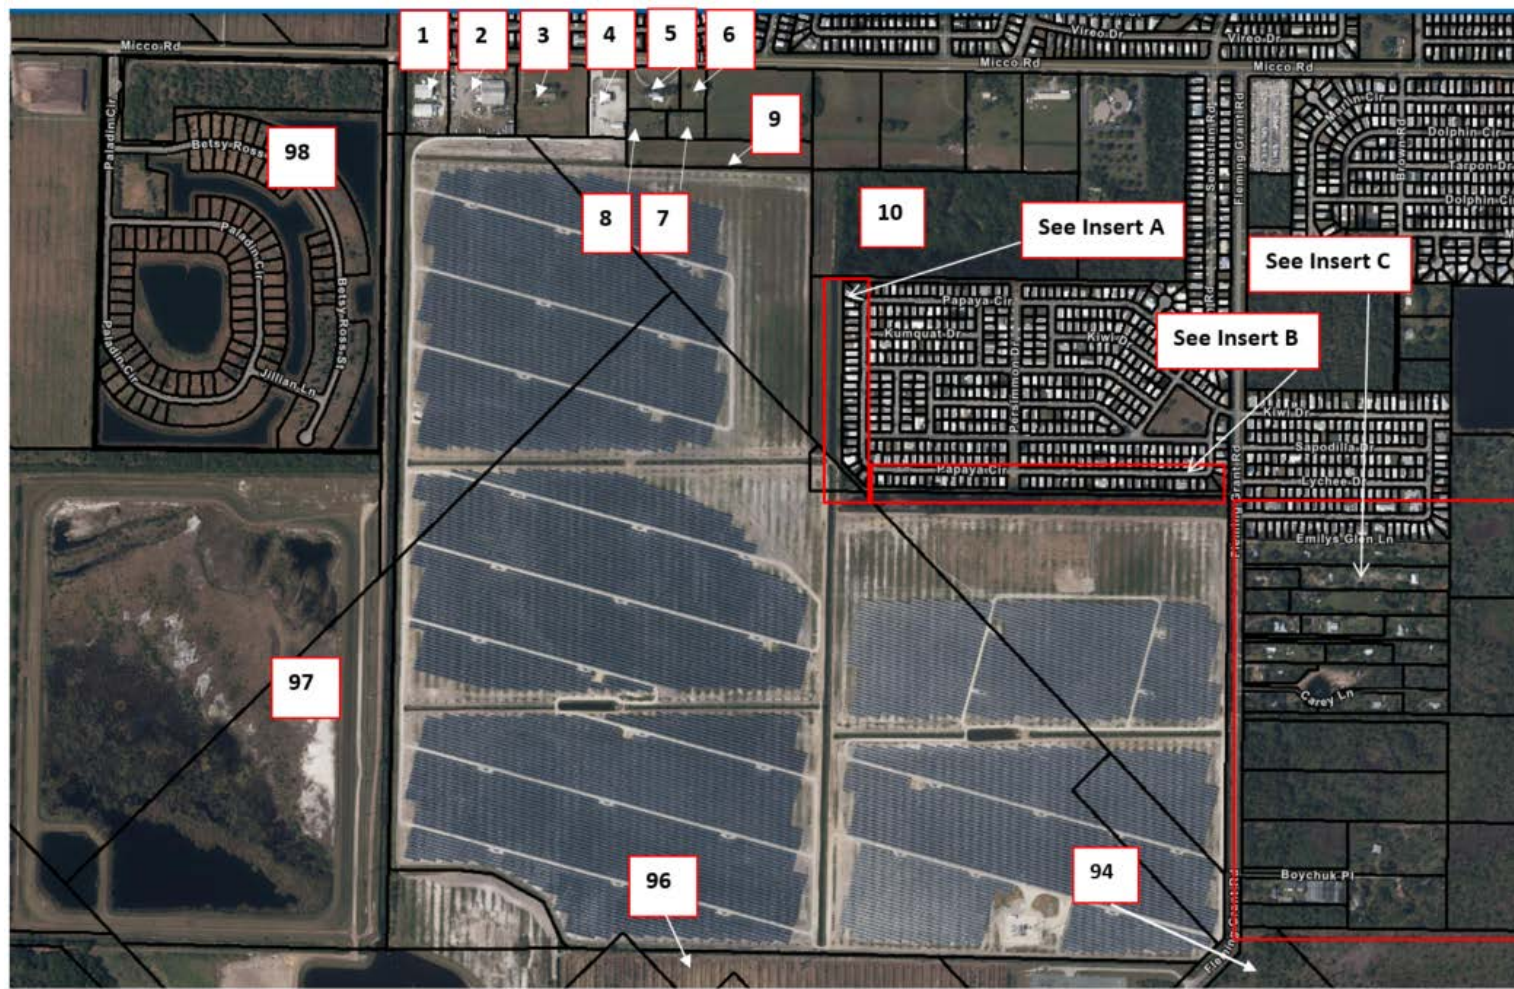 Vireo Dr
Vireo Dr
Micco Rd
Micco Rd
Micco Rd
1
2
3
4
5
6
Paladin Cir
98
Betsy Ross
9
Sebastian Rd
Fleming Grant Rd
Marlin Cir
Brown Rd
Dolphin Cir
Tarpon Dr
Dolphin Cir
8
7
10
See Insert A
See Insert C
Paladin Cir
Betsy Ross St
Papaya Cir
Kumquat Dr
Kiwi D
See Insert B
Persimmon Dr
Paladin Cir
Jillian Ln
Kiwi Dr
Sapodilla Dr
Papaya Cir
Lychee Dr
Fleming Grant Rd
Emilys Glen Ln
97
Carey Ln
96
94
Boychuk Pl
Fleming Grant Rd